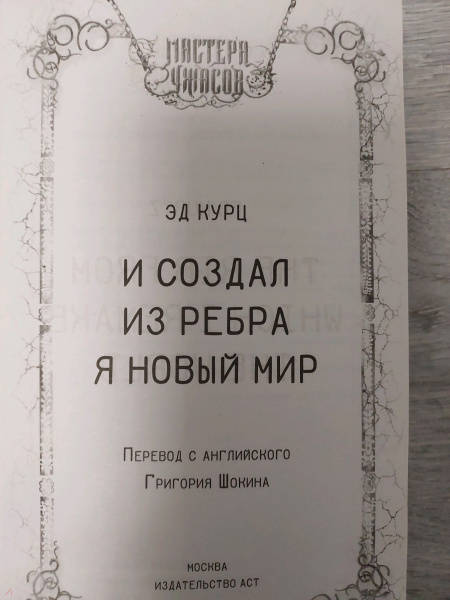 МАСТЕРА
УЖАСОВ
ЭД КУРЦ
И СОЗДАЛ
ИЗ РЕБРА
Я НОВЫЙ МИР
ПЕРЕВОД С АНГЛИЙСКОГО
ГРИГОРИЯ ШОКИНА
МОСКВА
ИЗДАТЕЛЬСТВО АСТ